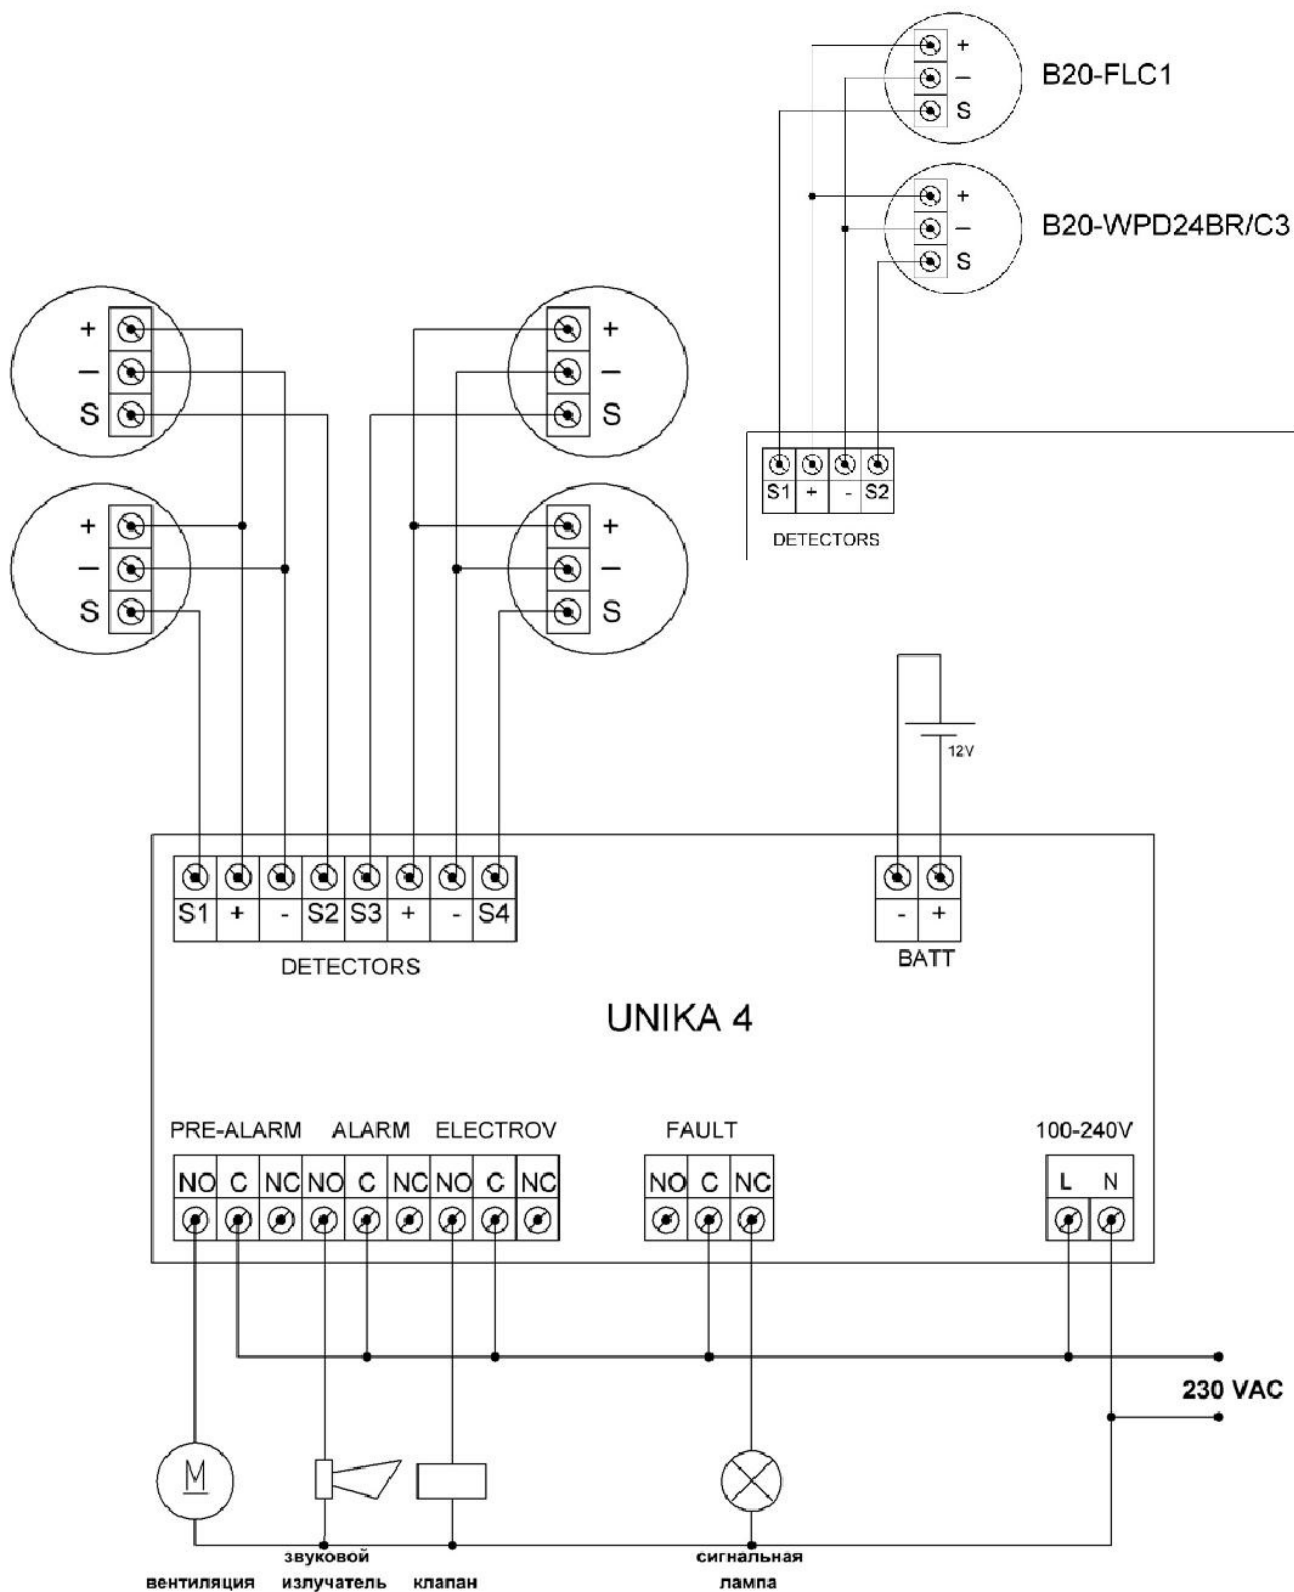 +
−
S
B20-FLC1
+
−
S
B20-WPD24BR/C3
+
−
S
+
−
S
+
−
S
+
−
S
S1 + - S2
DETECTORS
12V
S1 + - S2 S3 + - S4
DETECTORS
- +
BATT
UNIKA 4
PRE-ALARM ALARM ELECTROV FAULT 100-240V
NO C NC NO C NC NO C NC NO C NC L N
230 VAC
M
вентиляция
звуковой
излучатель
клапан
сигнальная
лампа